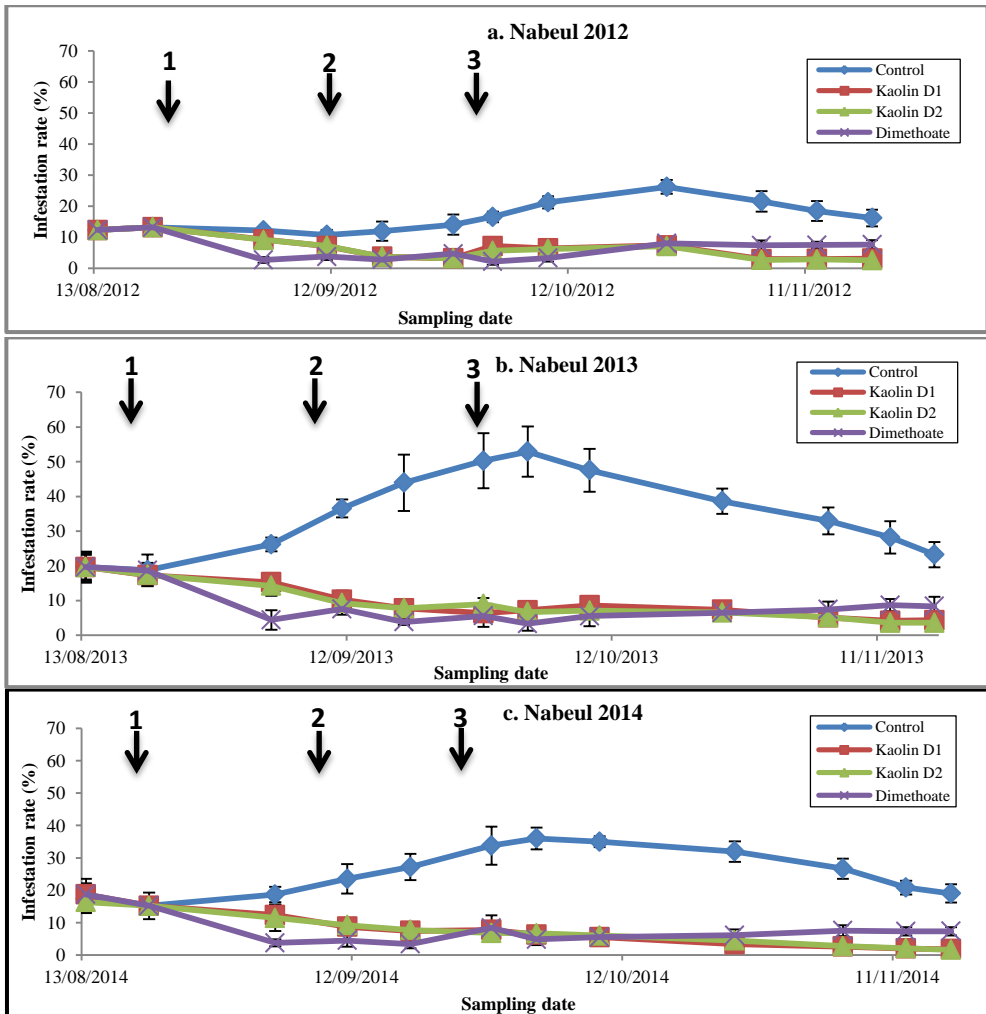 a. Nabeul 2012
1
2
3
Control
Kaolin D1
Kaolin D2
Dimethoate
Infestation rate (%)
70
60
50
40
30
20
10
0
13/08/2012 12/09/2012 12/10/2012 11/11/2012
Sampling date
b. Nabeul 2013
1
2
3
Control
Kaolin D1
Kaolin D2
Dimethoate
Infestation rate (%)
70
60
50
40
30
20
10
0
13/08/2013 12/09/2013 12/10/2013 11/11/2013
Sampling date
c. Nabeul 2014
1
2
3
Control
Kaolin D1
Kaolin D2
Dimethoate
Infestation rate (%)
70
60
50
40
30
20
10
0
13/08/2014 12/09/2014 12/10/2014 11/11/2014
Sampling date